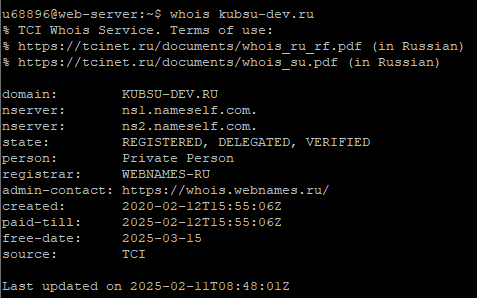 u68896@web-server:~$ whois kubsu-dev.ru
% TCI Whois Service. Terms of use:
% https://tcinet.ru/documents/whois_ru_rf.pdf (in Russian)
% https://tcinet.ru/documents/whois_su.pdf (in Russian)

domain:        KUBSU-DEV.RU
nserver:       ns1.nameself.com.
nserver:       ns2.nameself.com.
state:         REGISTERED, DELEGATED, VERIFIED
person:        Private Person
registrar:     WEBNAMES-RU
admin-contact: https://whois.webnames.ru/
created:       2020-02-12T15:55:06Z
paid-till:     2025-02-12T15:55:06Z
free-date:     2025-03-15
source:        TCI

Last updated on 2025-02-11T08:48:01Z